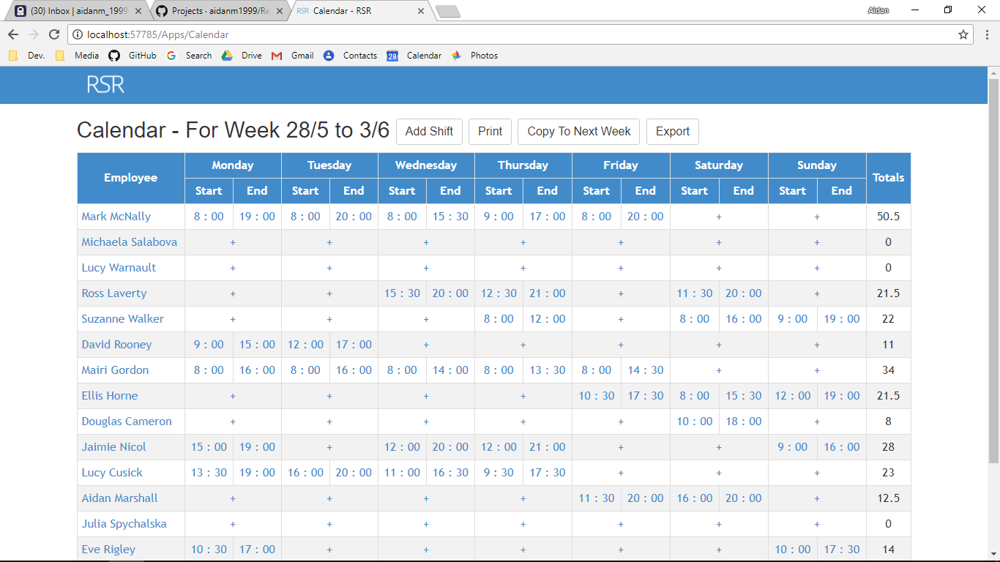 (30) Inbox | aidanm_1999
Projects · aidanm1999/Re
RSR Calendar - RSR
Aidan
localhost:57785/Apps/Calendar
Dev. Media GitHub Search Drive Gmail 28 Calendar Contacts Photos
RSR
Calendar - For Week 28/5 to 3/6 Add Shift Print Copy To Next Week Export
Employee Monday Tuesday Wednesday Thursday Friday Saturday Sunday Totals
Start End Start End Start End Start End Start End Start End Start End
Mark McNally 8 : 00 19 : 00 8 : 00 20 : 00 8 : 00 15 : 30 9 : 00 17 : 00 8 : 00 20 : 00 + + 50.5
Michaela Salabova + + + + + + + 0
Lucy Warnault + + + + + + + 0
Ross Laverty + + 15 : 30 20 : 00 12 : 30 21 : 00 + 11 : 30 20 : 00 + 21.5
Suzanne Walker + + + 8 : 00 12 : 00 + 8 : 00 16 : 00 9 : 00 19 : 00 22
David Rooney 9 : 00 15 : 00 12 : 00 17 : 00 + + + + + 11
Mairi Gordon 8 : 00 16 : 00 8 : 00 16 : 00 8 : 00 14 : 00 8 : 00 13 : 30 8 : 00 14 : 30 + + 34
Ellis Horne + + + + 10 : 30 17 : 30 8 : 00 15 : 30 12 : 00 19 : 00 21.5
Douglas Cameron + + + + + 10 : 00 18 : 00 + 8
Jaimie Nicol 15 : 00 19 : 00 + 12 : 00 20 : 00 12 : 00 21 : 00 + + 9 : 00 16 : 00 28
Lucy Cusick 13 : 30 19 : 00 16 : 00 20 : 00 11 : 00 16 : 30 9 : 30 17 : 30 + + + 23
Aidan Marshall + + + + 11 : 30 20 : 00 16 : 00 20 : 00 + 12.5
Julia Spychalska + + + + + + + 0
Eve Rigley 10 : 30 17 : 00 + + + + + 10 : 00 17 : 30 14